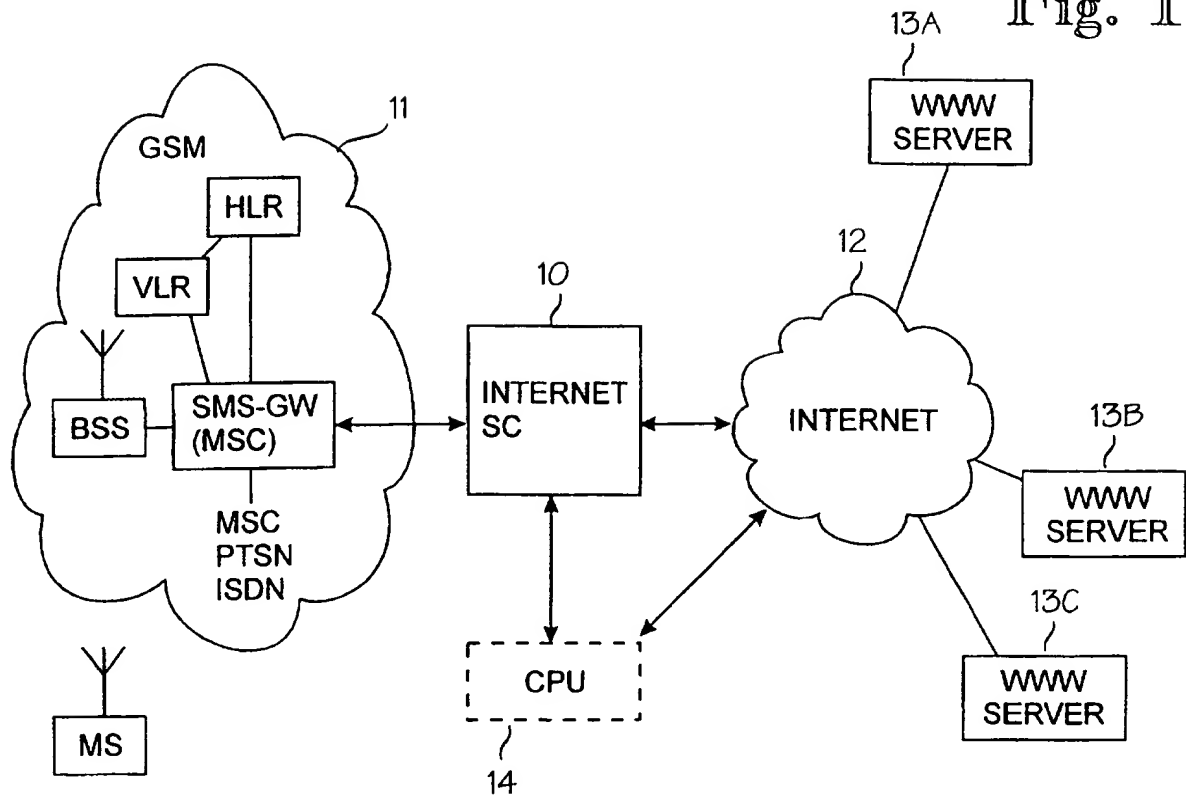 Fig. 1
13A
WWW
SERVER
11
GSM
HLR
VLR
BSS
SMS-GW
(MSC)
MSC
PTSN
ISDN
MS
10
INTERNET
SC
CPU
14
12
INTERNET
13B
WWW
SERVER
13C
WWW
SERVER